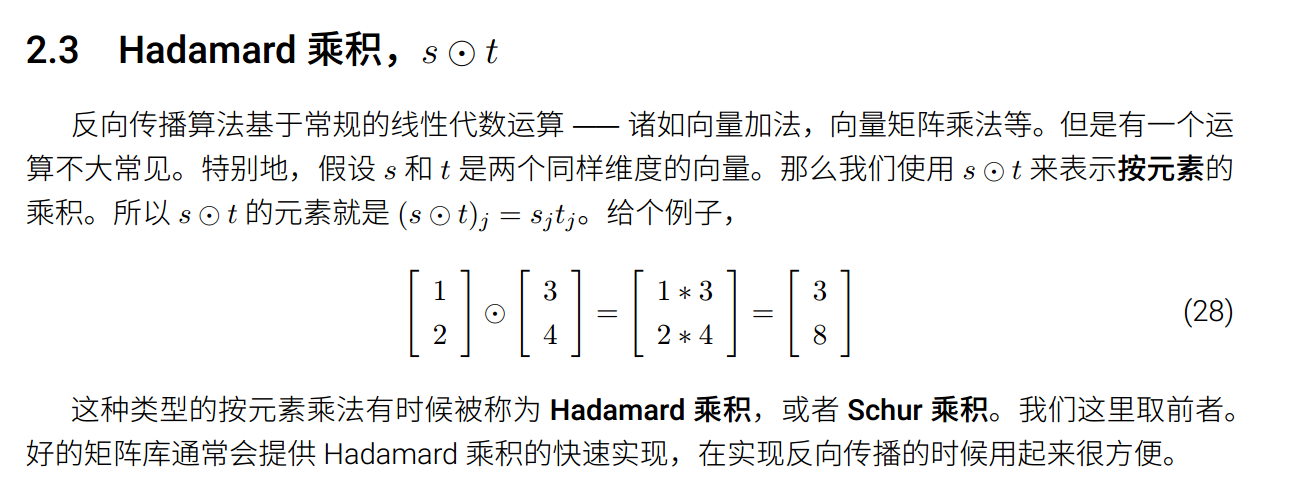 2.3 Hadamard 乘积，s ⊙ t
反向传播算法基于常规的线性代数运算 —— 诸如向量加法，向量矩阵乘法等。但是有一个运
算不大常见。特别地，假设 s 和 t 是两个同样维度的向量。那么我们使用 s ⊙ t 来表示按元素的
乘积。所以 s ⊙ t 的元素就是 (s ⊙ t)_j = s_j t_j。给个例子，
[1 2] ⊙ [3 4] = [1 * 3 2 * 4] = [3 8] (28)
这种类型的按元素乘法有时候被称为 Hadamard 乘积，或者 Schur 乘积。我们这里取前者。
好的矩阵库通常会提供 Hadamard 乘积的快速实现，在实现反向传播的时候用起来很方便。